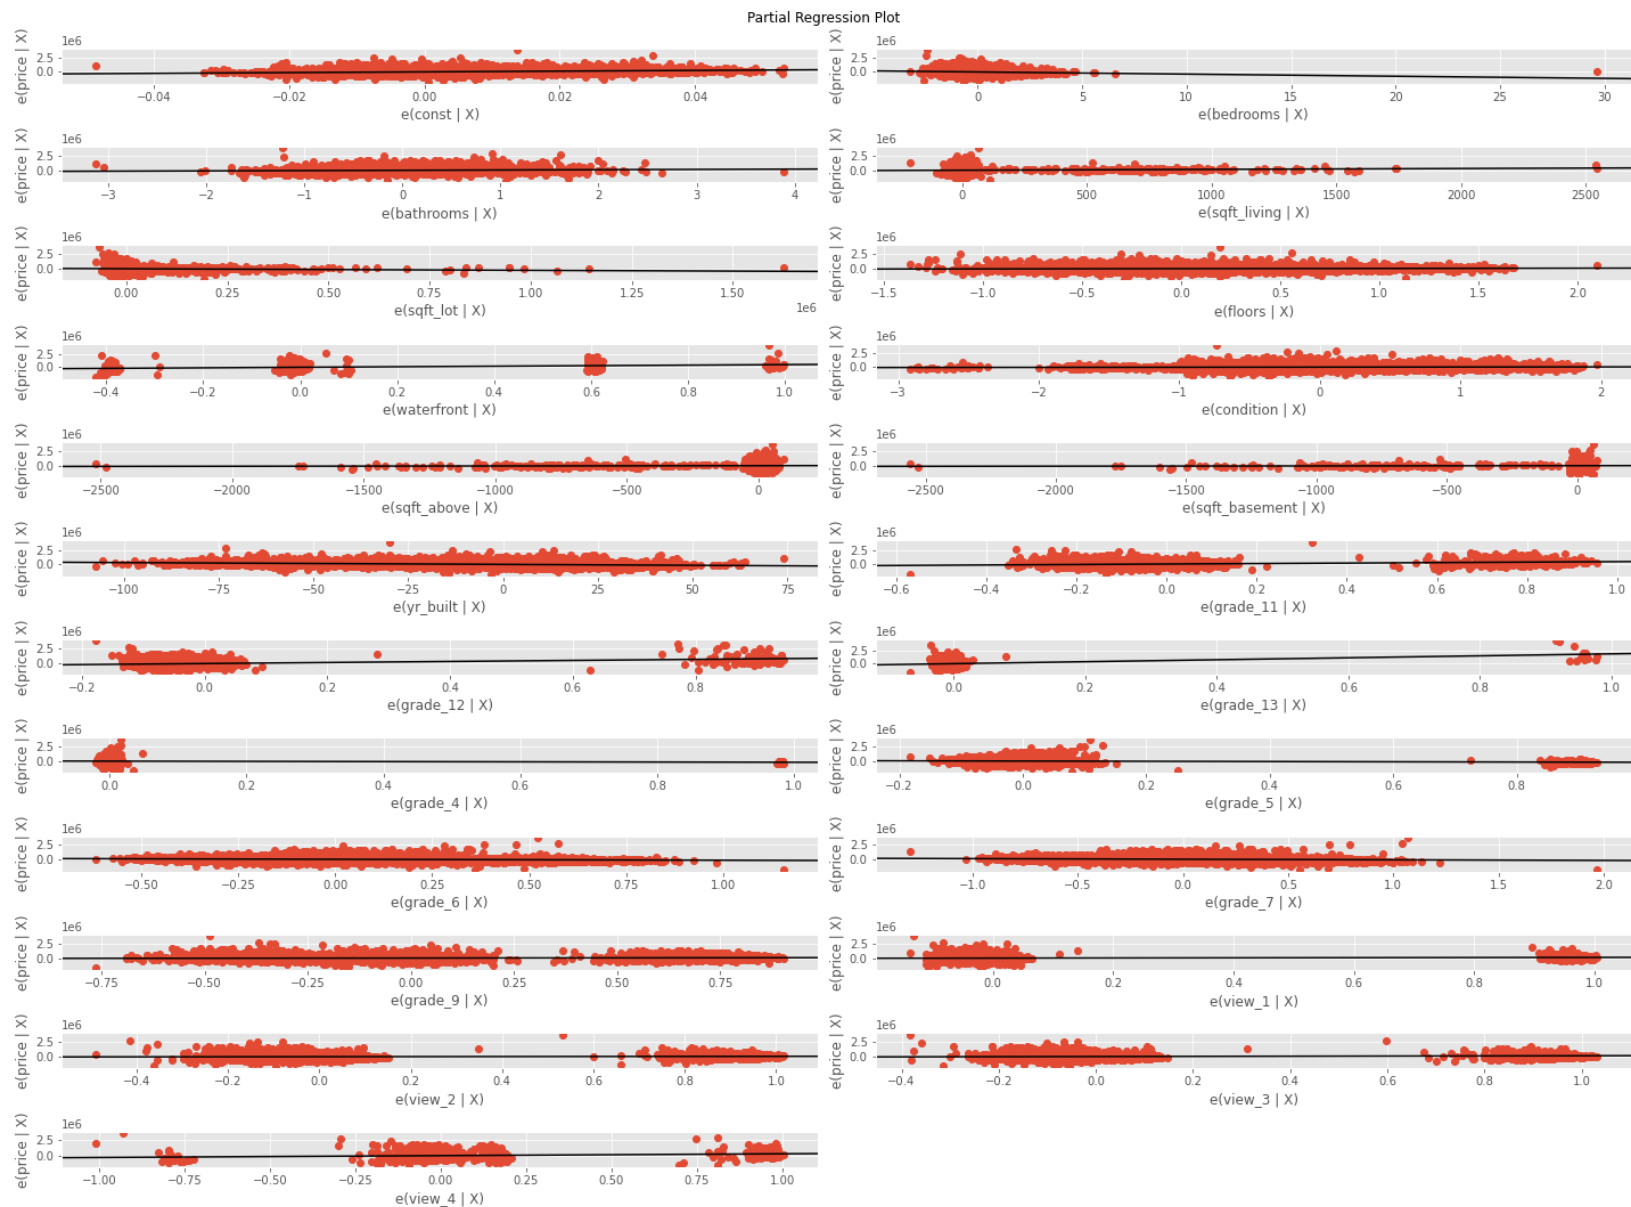 Partial Regression Plot
1e6
e(price | X)
2.5
0.0
−0.04 −0.02 0.00 0.02 0.04
e(const | X)
1e6
e(price | X)
2.5
0.0
0 5 10 15 20 25 30
e(bedrooms | X)
1e6
e(price | X)
2.5
0.0
−3 −2 −1 0 1 2 3 4
e(bathrooms | X)
1e6
e(price | X)
2.5
0.0
0 500 1000 1500 2000 2500
e(sqft_living | X)
1e6
e(price | X)
2.5
0.0
0.00 0.25 0.50 0.75 1.00 1.25 1.50
1e6
e(sqft_lot | X)
1e6
e(price | X)
2.5
0.0
−1.5 −1.0 −0.5 0.0 0.5 1.0 1.5 2.0
e(floors | X)
1e6
e(price | X)
2.5
0.0
−0.4 −0.2 0.0 0.2 0.4 0.6 0.8 1.0
e(waterfront | X)
1e6
e(price | X)
2.5
0.0
−3 −2 −1 0 1 2
e(condition | X)
1e6
e(price | X)
2.5
0.0
−2500 −2000 −1500 −1000 −500 0
e(sqft_above | X)
1e6
e(price | X)
2.5
0.0
−2500 −2000 −1500 −1000 −500 0
e(sqft_basement | X)
1e6
e(price | X)
2.5
0.0
−100 −75 −50 −25 0 25 50 75
e(yr_built | X)
1e6
e(price | X)
2.5
0.0
−0.6 −0.4 −0.2 0.0 0.2 0.4 0.6 0.8 1.0
e(grade_11 | X)
1e6
e(price | X)
2.5
0.0
−0.2 0.0 0.2 0.4 0.6 0.8
e(grade_12 | X)
1e6
e(price | X)
2.5
0.0
0.0 0.2 0.4 0.6 0.8 1.0
e(grade_13 | X)
1e6
e(price | X)
2.5
0.0
0.0 0.2 0.4 0.6 0.8 1.0
e(grade_4 | X)
1e6
e(price | X)
2.5
0.0
−0.2 0.0 0.2 0.4 0.6 0.8
e(grade_5 | X)
1e6
e(price | X)
2.5
0.0
−0.50 −0.25 0.00 0.25 0.50 0.75 1.00
e(grade_6 | X)
1e6
e(price | X)
2.5
0.0
−1.0 −0.5 0.0 0.5 1.0 1.5 2.0
e(grade_7 | X)
1e6
e(price | X)
2.5
0.0
−0.75 −0.50 −0.25 0.00 0.25 0.50 0.75
e(grade_9 | X)
1e6
e(price | X)
2.5
0.0
0.0 0.2 0.4 0.6 0.8 1.0
e(view_1 | X)
1e6
e(price | X)
2.5
0.0
−0.4 −0.2 0.0 0.2 0.4 0.6 0.8 1.0
e(view_2 | X)
1e6
e(price | X)
2.5
0.0
−0.4 −0.2 0.0 0.2 0.4 0.6 0.8 1.0
e(view_3 | X)
1e6
e(price | X)
2.5
0.0
−1.00 −0.75 −0.50 −0.25 0.00 0.25 0.50 0.75 1.00
e(view_4 | X)